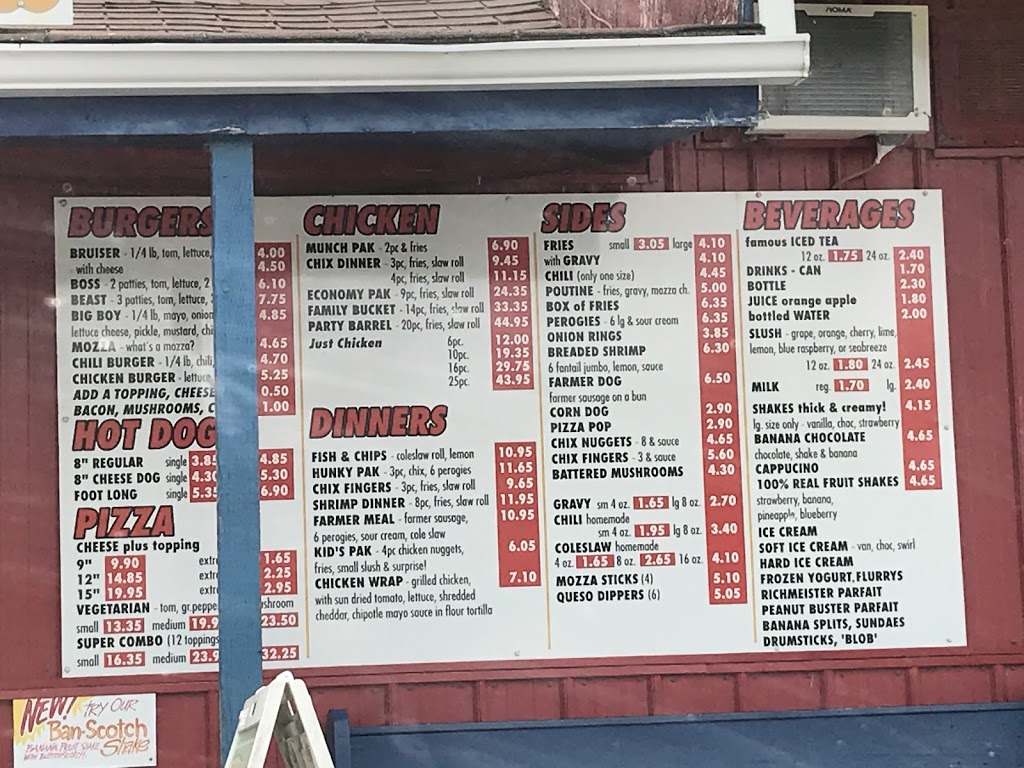 NOMA
BURGERS
BRUISER - 1/4 lb, tom, lettuce, 4.00
- with cheese 4.50
BOSS - 2 patties, tom, lettuce, 2 6.10
BEAST - 3 patties, tom, lettuce, 7.75
BIG BOY - 1/4 lb, mayo, onion 4.85
lettuce cheese, pickle, mustard, chi
MOZZA - what's a mozza? 4.65
CHILI BURGER - 1/4 lb, chili, 4.70
CHICKEN BURGER - lettuce 5.25
ADD A TOPPING, CHEESE 0.50
BACON, MUSHROOMS, C 1.00
HOT DOG
8" REGULAR single 3.85 4.85
8" CHEESE DOG single 4.30 5.30
FOOT LONG single 5.35 6.90
PIZZA
CHEESE plus topping
9" 9.90 extr 1.65
12" 14.85 extr 2.25
15" 19.95 extr 2.95
VEGETARIAN - tom, gr.peppe shroom
small 13.35 medium 19.9 23.50
SUPER COMBO (12 toppings
small 16.35 medium 23.9 32.25
CHICKEN
MUNCH PAK - 2pc & fries 6.90
CHIX DINNER - 3pc, fries, slaw roll 9.45
4pc, fries, slaw roll 11.15
ECONOMY PAK - 9pc, fries, slaw roll 24.35
FAMILY BUCKET - 14pc, fries, slaw roll 33.35
PARTY BARREL - 20pc, fries, slaw roll 44.95
Just Chicken 6pc. 12.00
10pc. 19.35
16pc. 29.75
25pc. 43.95
DINNERS
FISH & CHIPS - coleslaw roll, lemon 10.95
HUNKY PAK - 3pc, chix, 6 perogies 11.65
CHIX FINGERS - 3pc, fries, slaw roll 9.65
SHRIMP DINNER - 8pc, fries, slaw roll 11.95
FARMER MEAL - farmer sausage, 10.95
6 perogies, sour cream, cole slaw
KID'S PAK - 4pc chicken nuggets, 6.05
fries, small slush & surprise!
CHICKEN WRAP - grilled chicken, 7.10
with sun dried tomato, lettuce, shredded
cheddar, chipotle mayo sauce in flour tortilla
SIDES
FRIES small 3.05 large 4.10
with GRAVY 4.10
CHILI (only one size) 4.45
POUTINE - fries, gravy, mozza ch. 5.00
BOX of FRIES 6.35
PEROGIES - 6 lg & sour cream 6.35
ONION RINGS 3.85
BREADED SHRIMP 6.30
6 fantail jumbo, lemon, sauce
FARMER DOG 6.50
farmer sausage on a bun
CORN DOG 2.90
PIZZA POP 2.90
CHIX NUGGETS - 8 & sauce 4.65
CHIX FINGERS - 3 & sauce 5.60
BATTERED MUSHROOMS 4.30
GRAVY sm 4 oz. 1.65 lg 8 oz. 2.70
CHILI homemade
sm 4 oz. 1.95 lg 8 oz. 3.40
COLESLAW homemade
4 oz. 1.65 8 oz. 2.65 16 oz. 4.10
MOZZA STICKS (4) 5.10
QUESO DIPPERS (6) 5.05
BEVERAGES
famous ICED TEA
12 oz. 1.75 24 oz. 2.40
DRINKS - CAN 1.70
BOTTLE 2.30
JUICE orange apple 1.80
bottled WATER 2.00
SLUSH - grape, orange, cherry, lime,
lemon, blue raspberry, or seabreeze
12 oz. 1.80 24 oz. 2.45
MILK reg. 1.70 lg. 2.40
SHAKES thick & creamy! 4.15
lg. size only - vanilla, choc, strawberry
BANANA CHOCOLATE 4.65
chocolate, shake & banana
CAPPUCINO 4.65
100% REAL FRUIT SHAKES 4.65
strawberry, banana,
pineapple, blueberry
ICE CREAM
SOFT ICE CREAM - van, choc, swirl
HARD ICE CREAM
FROZEN YOGURT, FLURRYS
RICHMEISTER PARFAIT
PEANUT BUSTER PARFAIT
BANANA SPLITS, SUNDAES
DRUMSTICKS, 'BLOB'
NEW! TRY OUR
Ban-Scotch
Shake
BANANA FRUIT SHAKE
WITH BUTTERSCOTCH